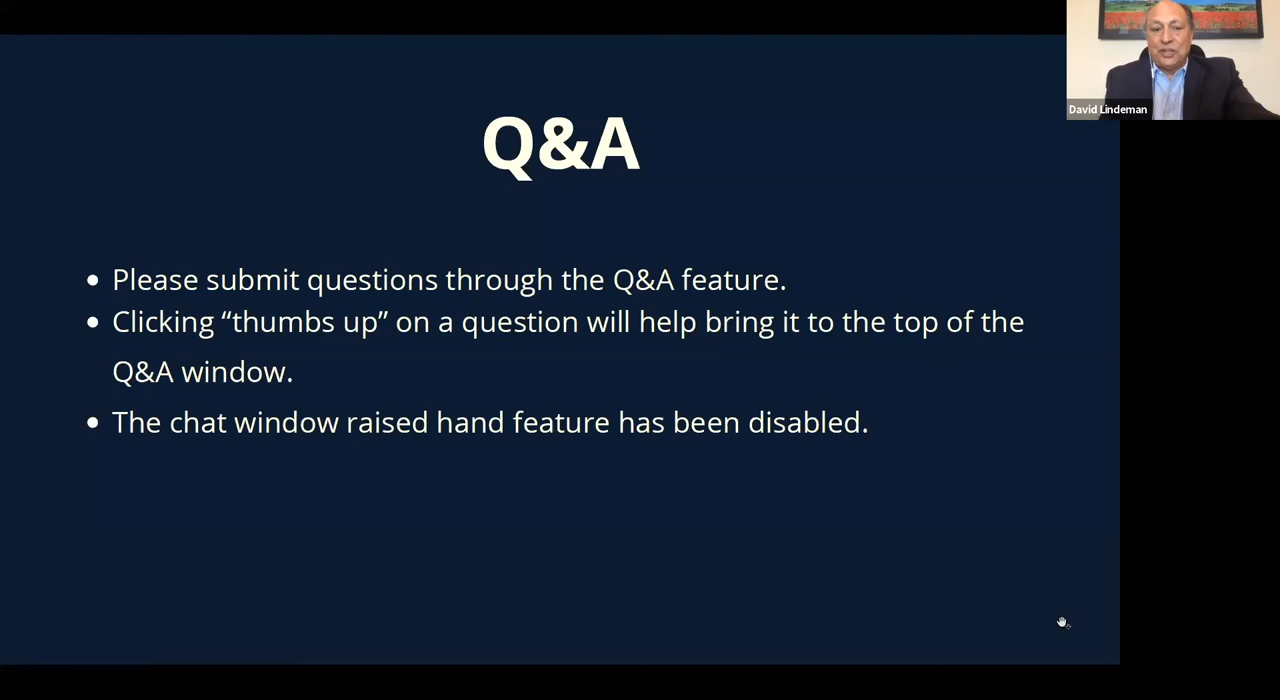 Q&A
David Lindeman
• Please submit questions through the Q&A feature.
• Clicking “thumbs up” on a question will help bring it to the top of the
Q&A window.
• The chat window raised hand feature has been disabled.